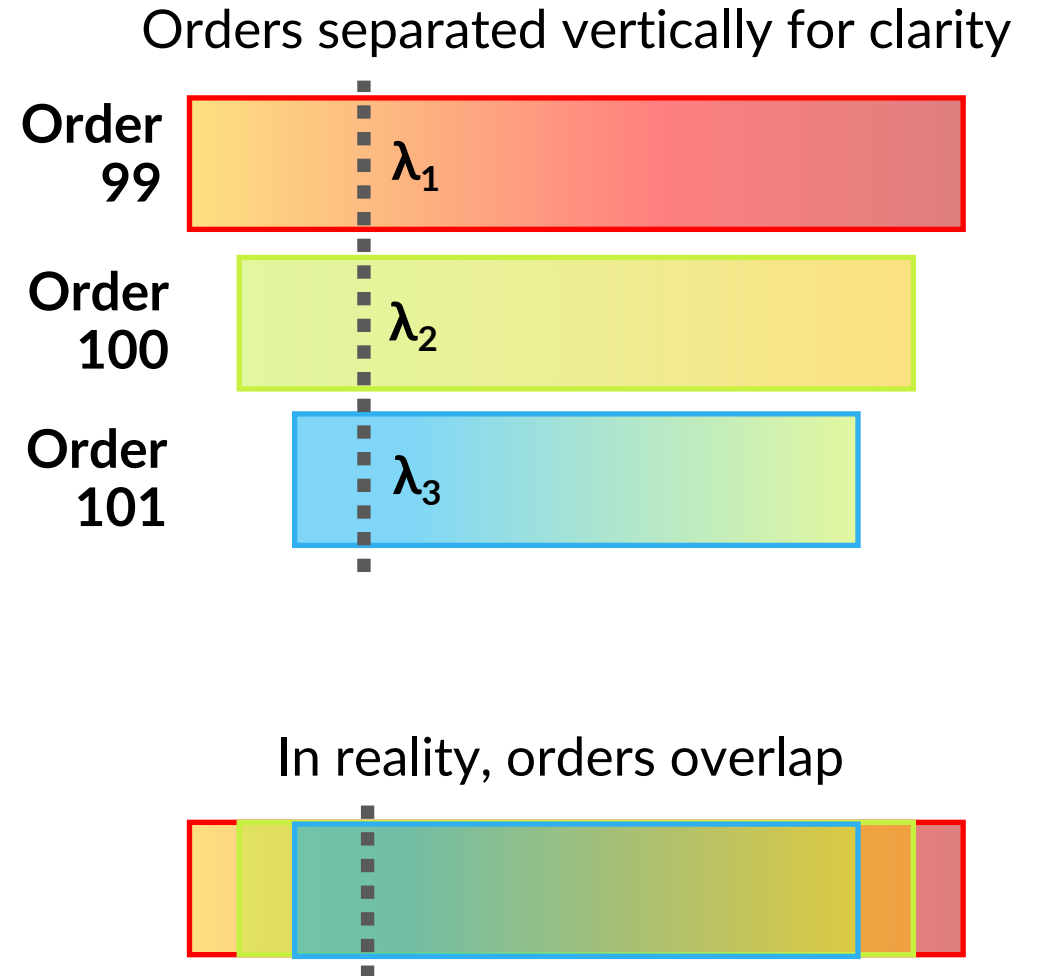 Orders separated vertically for clarity
Order
99
λ₁
Order
100
λ₂
Order
101
λ₃
In reality, orders overlap